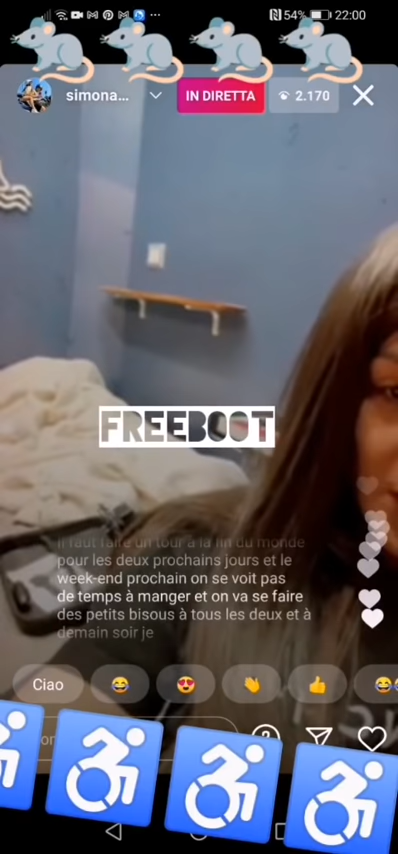 54% 22:00
simona...
IN DIRETTA
2.170
FREEBOOT
il faut faire un tour à la fin du monde
pour les deux prochains jours et le
week-end prochain on se voit pas
de temps à manger et on va se faire
des petits bisous à tous les deux et à
demain soir je
Ciao